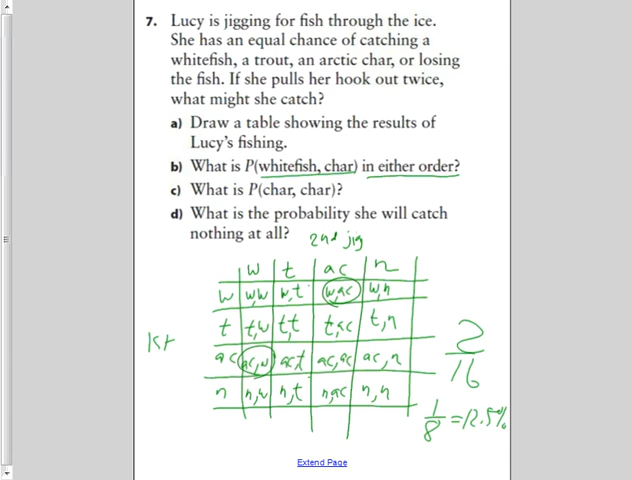 7. Lucy is jigging for fish through the ice.
She has an equal chance of catching a
whitefish, a trout, an arctic char, or losing
the fish. If she pulls her hook out twice,
what might she catch?
a) Draw a table showing the results of
Lucy's fishing.
b) What is P(whitefish, char) in either order?
c) What is P(char, char)?
d) What is the probability she will catch
nothing at all?
2nd jig
w t ac n
w w,w w,t w,ac w,n
t t,w t,t t,ac t,n
1st
ac ac,w ac,t ac,ac ac,n
n n,w n,t n,ac n,n
2/16
1/8 = 12.5%
Extend Page